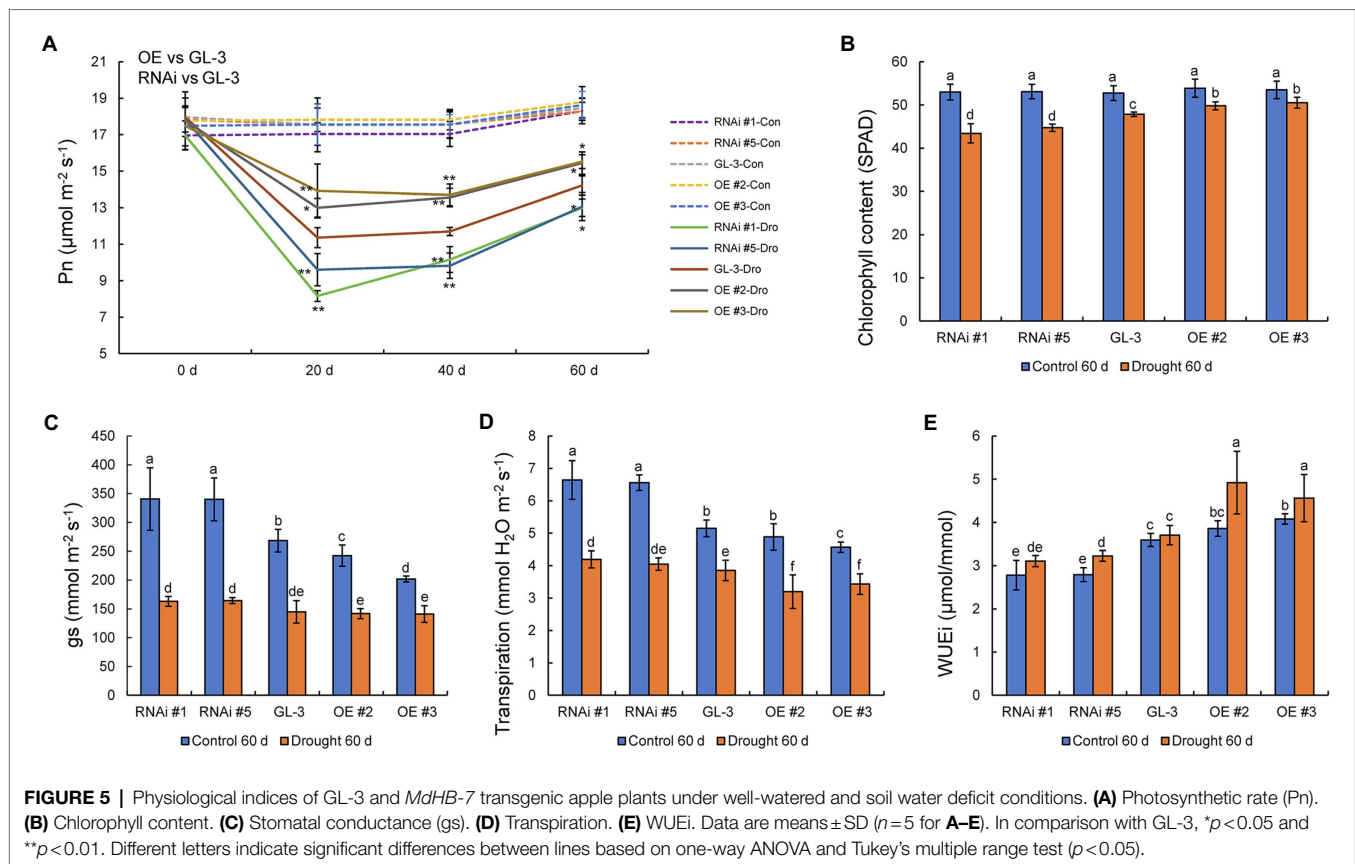 A
OE vs GL-3
RNAi vs GL-3
Pn (µmol m-2 s-1)
21
19
17
15
13
11
9
7
5
0 d 20 d 40 d 60 d
** * ** **
** ** ** **
* * * *
RNAi #1-Con
RNAi #5-Con
GL-3-Con
OE #2-Con
OE #3-Con
RNAi #1-Dro
RNAi #5-Dro
GL-3-Dro
OE #2-Dro
OE #3-Dro
B
Chlorophyll content (SPAD)
60
50
40
30
20
10
0
a d a d a c a b a b
RNAi #1 RNAi #5 GL-3 OE #2 OE #3
Control 60 d Drought 60 d
C
gs (mmol m-2 s-1)
450
400
350
300
250
200
150
100
50
0
a d a d b de c e d e
RNAi #1 RNAi #5 GL-3 OE #2 OE #3
Control 60 d Drought 60 d
D
Transpiration (mmol H2O m-2 s-1)
8
7
6
5
4
3
2
1
0
a d a de b e b f c f
RNAi #1 RNAi #5 GL-3 OE #2 OE #3
Control 60 d Drought 60 d
E
WUEi (µmol/mmol)
6
5
4
3
2
1
0
e de e d c c bc a b a
RNAi #1 RNAi #5 GL-3 OE #2 OE #3
Control 60 d Drought 60 d
FIGURE 5 | Physiological indices of GL-3 and MdHB-7 transgenic apple plants under well-watered and soil water deficit conditions. (A) Photosynthetic rate (Pn).
(B) Chlorophyll content. (C) Stomatal conductance (gs). (D) Transpiration. (E) WUEi. Data are means ± SD (n = 5 for A–E). In comparison with GL-3, *p < 0.05 and
**p < 0.01. Different letters indicate significant differences between lines based on one-way ANOVA and Tukey's multiple range test (p < 0.05).